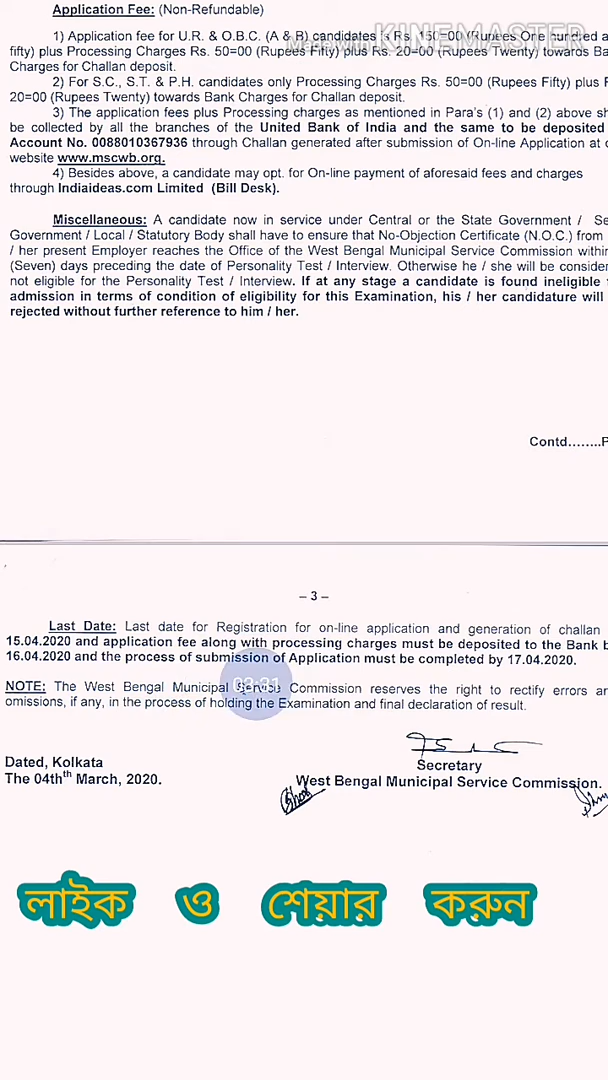 Application Fee: (Non-Refundable)
1) Application fee for U.R. & O.B.C. (A & B) candidates is Rs. 150=00 (Rupees One hundred a
Made with KINEMASTER
fifty) plus Processing Charges Rs. 50=00 (Rupees Fifty) plus Rs. 20=00 (Rupees Twenty) towards Ba
Charges for Challan deposit.
2) For S.C., S.T. & P.H. candidates only Processing Charges Rs. 50=00 (Rupees Fifty) plus R
20=00 (Rupees Twenty) towards Bank Charges for Challan deposit.
3) The application fees plus Processing charges as mentioned in Para's (1) and (2) above sh
be collected by all the branches of the United Bank of India and the same to be deposited
Account No. 0088010367936 through Challan generated after submission of On-line Application at o
website www.mscwb.org.
4) Besides above, a candidate may opt. for On-line payment of aforesaid fees and charges
through Indiaideas.com Limited (Bill Desk).
Miscellaneous: A candidate now in service under Central or the State Government / Se
Government / Local / Statutory Body shall have to ensure that No-Objection Certificate (N.O.C.) from
/ her present Employer reaches the Office of the West Bengal Municipal Service Commission within
(Seven) days preceding the date of Personality Test / Interview. Otherwise he / she will be consider
not eligible for the Personality Test / Interview. If at any stage a candidate is found ineligible f
admission in terms of condition of eligibility for this Examination, his / her candidature will
rejected without further reference to him / her.
Contd........P
– 3 –
Last Date: Last date for Registration for on-line application and generation of challan
15.04.2020 and application fee along with processing charges must be deposited to the Bank b
16.04.2020 and the process of submission of Application must be completed by 17.04.2020.
NOTE: The West Bengal Municipal Service Commission reserves the right to rectify errors an
omissions, if any, in the process of holding the Examination and final declaration of result.
Dated, Kolkata
The 04thth March, 2020.
Secretary
West Bengal Municipal Service Commission.
লাইক ও শেয়ার করুন